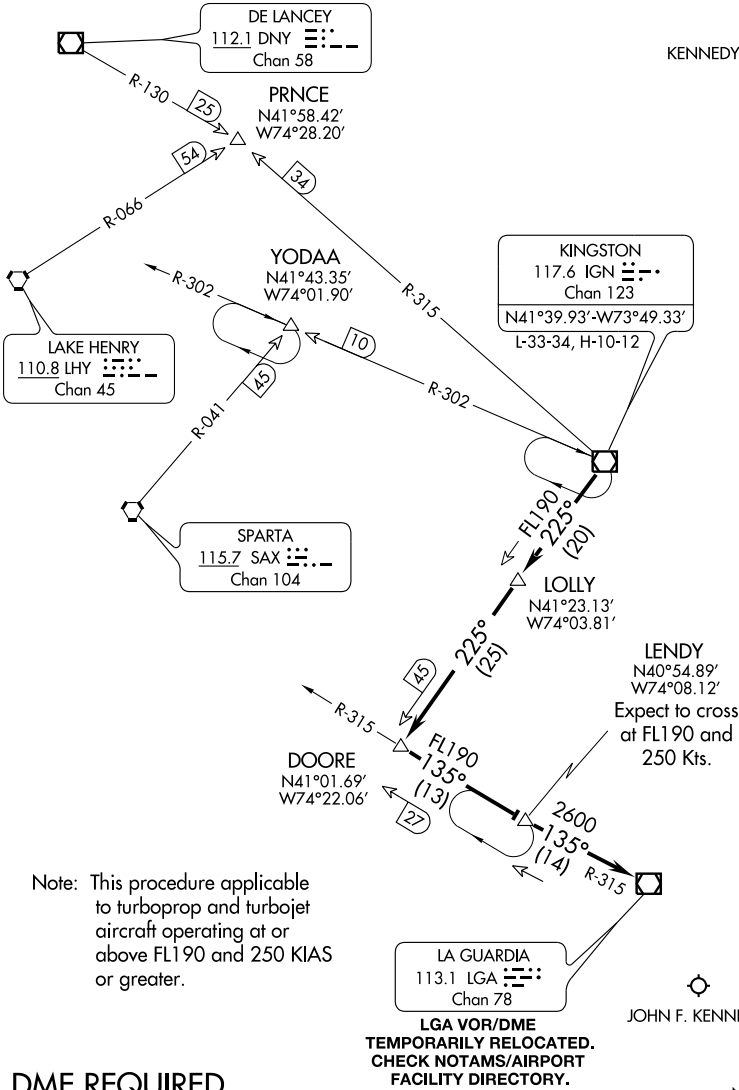 DE LANCEY
112.1 DNY
Chan 58
KENNEDY
R-130
25
PRNCE
N41°58.42'
W74°28.20'
54
34
R-066
YODAA
N41°43.35'
W74°01.90'
R-302
R-315
KINGSTON
117.6 IGN
Chan 123
N41°39.93'-W73°49.33'
L-33-34, H-10-12
LAKE HENRY
110.8 LHY
Chan 45
10
R-302
45
R-041
SPARTA
115.7 SAX
Chan 104
FL190
225°
(20)
LOLLY
N41°23.13'
W74°03.81'
225°
(25)
LENDY
N40°54.89'
W74°08.12'
Expect to cross
at FL190 and
250 Kts.
45
R-315
DOORE
N41°01.69'
W74°22.06'
FL190
135°
(13)
27
2600
135°
(14)
R-315
Note: This procedure applicable
to turboprop and turbojet
aircraft operating at or
above FL190 and 250 KIAS
or greater.
LA GUARDIA
113.1 LGA
Chan 78
JOHN F. KENN
LGA VOR/DME
TEMPORARILY RELOCATED.
CHECK NOTAMS/AIRPORT
FACILITY DIRECTORY.
DME REQUIRED